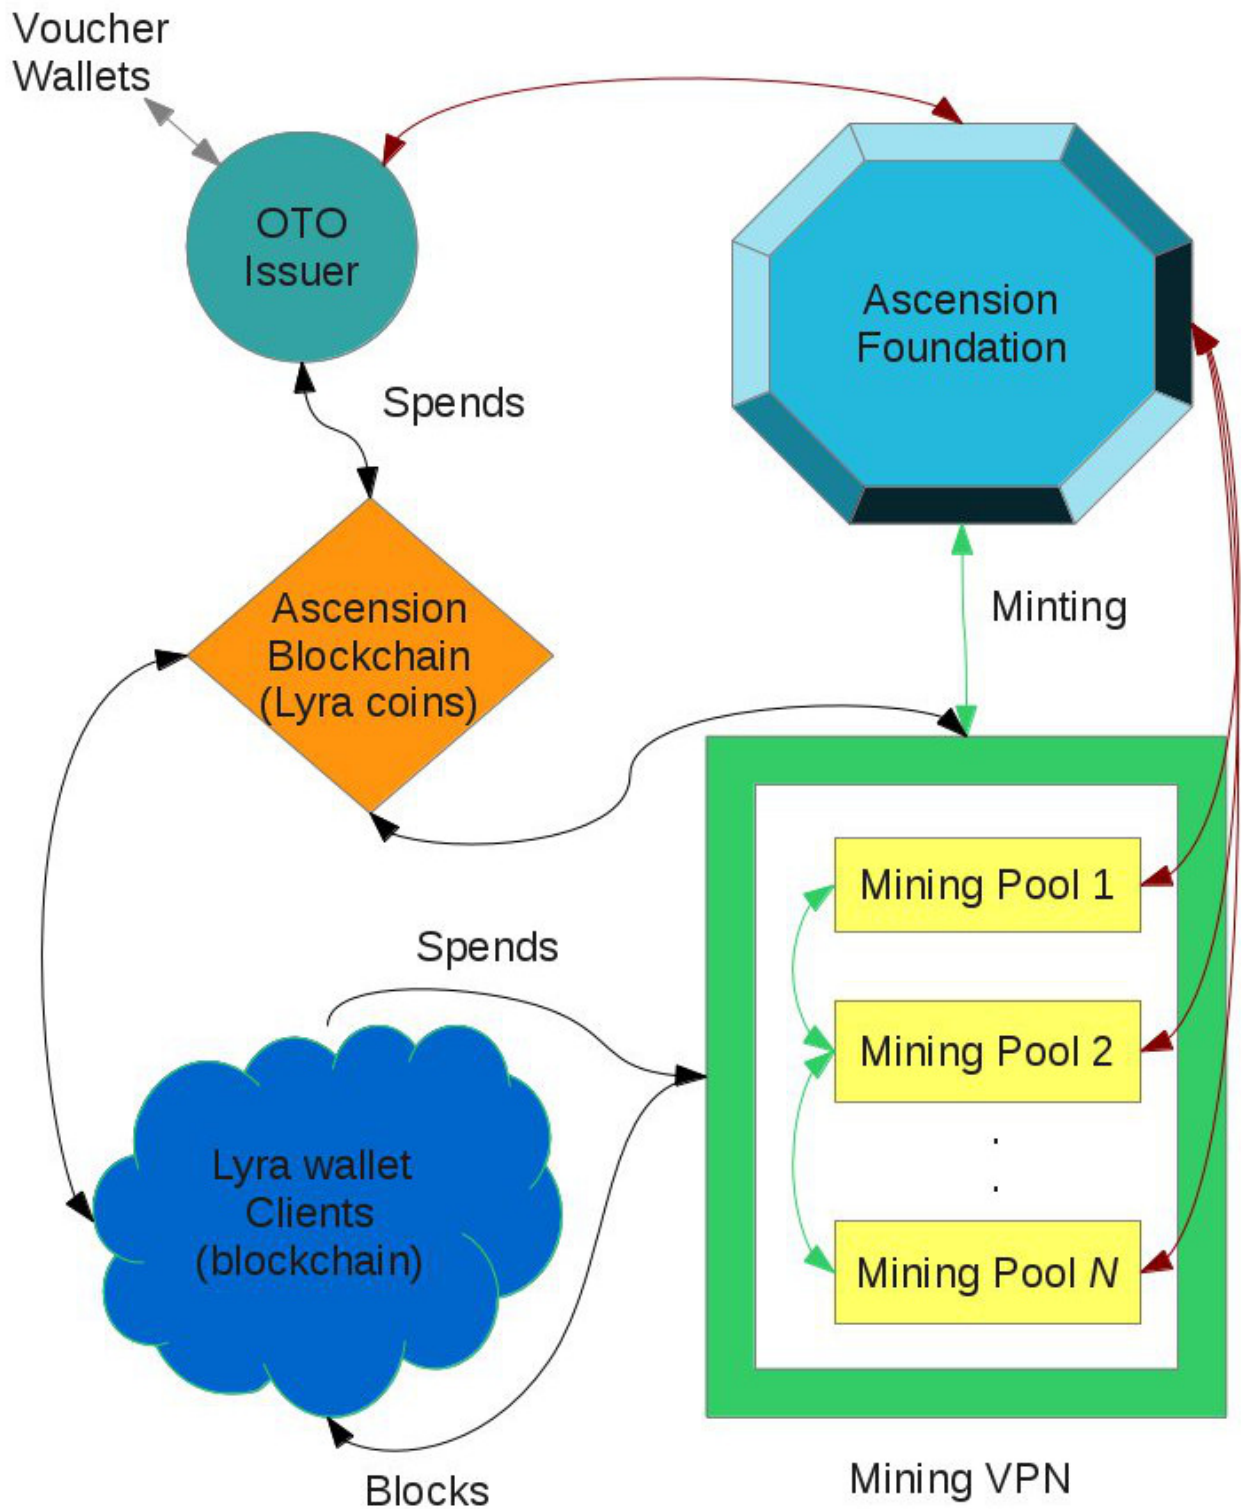 Voucher
Wallets
OTO
Issuer
Ascension
Foundation
Spends
Minting
Ascension
Blockchain
(Lyra coins)
Mining Pool 1
Spends
Mining Pool 2
.
.
Lyra wallet
Clients
(blockchain)
Mining Pool N
Mining VPN
Blocks